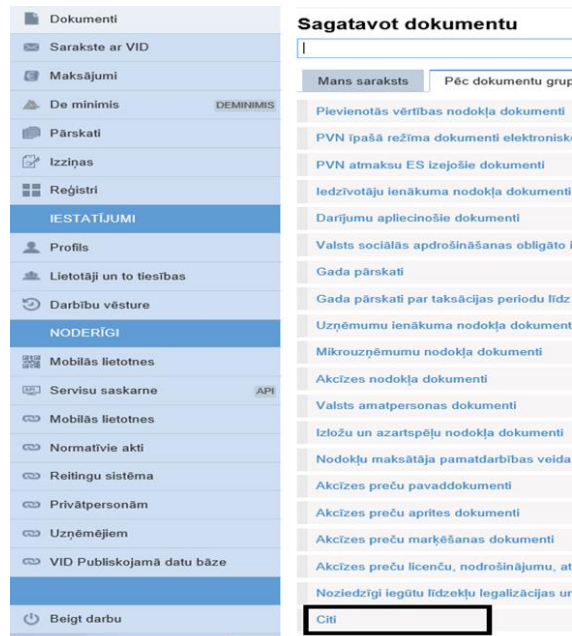 Dokumenti
Sarakste ar VID
Maksājumi
De minimis DEMINIMIS
Pārskati
Izziņas
Reģistri
IESTATĪJUMI
Profils
Lietotāji un to tiesības
Darbību vēsture
NODERĪGI
Mobilās lietotnes
Servisu saskarne API
Mobilās lietotnes
Normatīvie akti
Reitingu sistēma
Privātpersonām
Uzņēmējiem
VID Publiskojamā datu bāze
Beigt darbu
Sagatavot dokumentu
Mans saraksts Pēc dokumentu grup
Pievienotās vērtības nodokļa dokumenti
PVN īpašā režīma dokumenti elektronisk
PVN atmaksu ES izejošie dokumenti
Iedzīvotāju ienākuma nodokļa dokumenti
Darījumu apliecinošie dokumenti
Valsts sociālās apdrošināšanas obligāto i
Gada pārskati
Gada pārskati par taksācijas periodu līdz
Uzņēmumu ienākuma nodokļa dokument
Mikrouzņēmumu nodokļa dokumenti
Akcīzes nodokļa dokumenti
Valsts amatpersonas dokumenti
Izložu un azartspēļu nodokļa dokumenti
Nodokļu maksātāja pamatdarbības veida
Akcīzes preču pavaddokumenti
Akcīzes preču aprites dokumenti
Akcīzes preču marķēšanas dokumenti
Akcīzes preču licenču, nodrošinājumu, at
Noziedzīgi iegūtu līdzekļu legalizācijas un
Citi